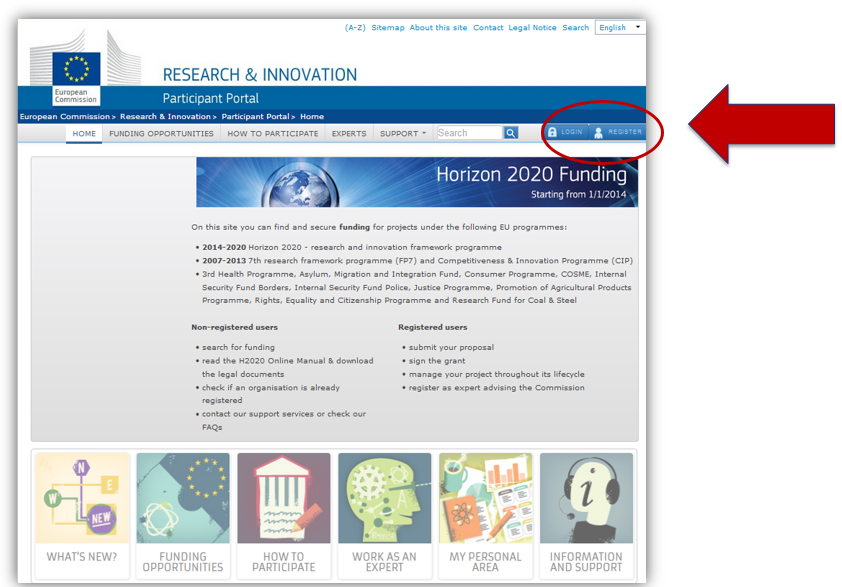 (A-Z) Sitemap About this site Contact Legal Notice Search English
European
Commission
RESEARCH & INNOVATION
Participant Portal
European Commission > Research & Innovation > Participant Portal > Home
HOME FUNDING OPPORTUNITIES HOW TO PARTICIPATE EXPERTS SUPPORT Search LOGIN REGISTER
Horizon 2020 Funding
Starting from 1/1/2014
On this site you can find and secure funding for projects under the following EU programmes:
• 2014-2020 Horizon 2020 - research and innovation framework programme
• 2007-2013 7th research framework programme (FP7) and Competitiveness & Innovation Programme (CIP)
• 3rd Health Programme, Asylum, Migration and Integration Fund, Consumer Programme, COSME, Internal
Security Fund Borders, Internal Security Fund Police, Justice Programme, Promotion of Agricultural Products
Programme, Rights, Equality and Citizenship Programme and Research Fund for Coal & Steel
Non-registered users
• search for funding
• read the H2020 Online Manual & download
the legal documents
• check if an organisation is already
registered
• contact our support services or check our
FAQs
Registered users
• submit your proposal
• sign the grant
• manage your project throughout its lifecycle
• register as expert advising the Commission
N
W
E
NEW
A
i
WHAT'S NEW?
FUNDING
OPPORTUNITIES
HOW TO
PARTICIPATE
WORK AS AN
EXPERT
MY PERSONAL
AREA
INFORMATION
AND SUPPORT